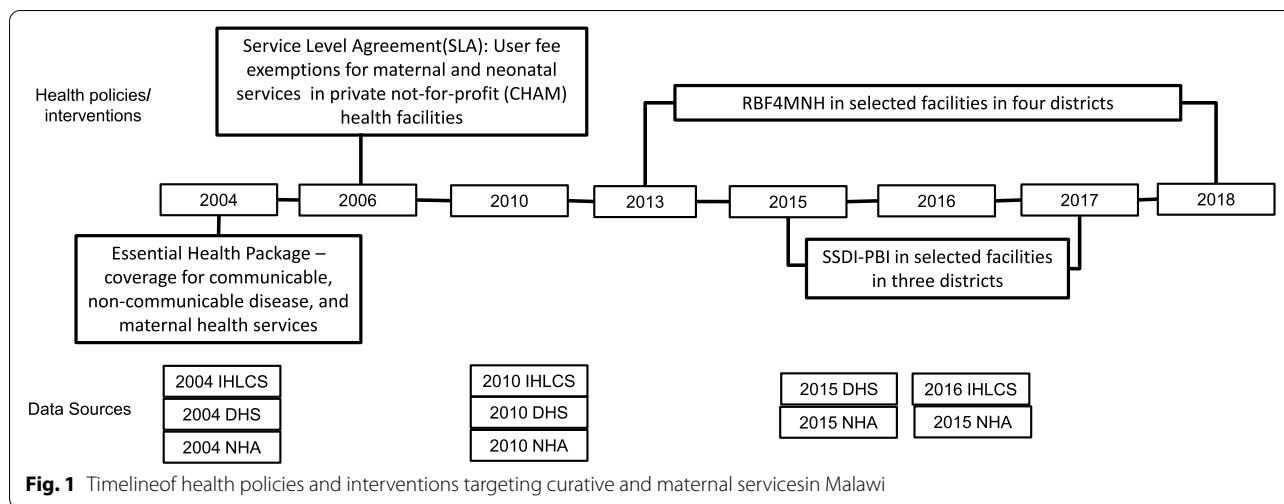 Service Level Agreement(SLA): User fee
exemptions for maternal and neonatal
services in private not-for-profit (CHAM)
health facilities
Health policies/
interventions
RBF4MNH in selected facilities in four districts
2004
2006
2010
2013
2015
2016
2017
2018
Essential Health Package –
coverage for communicable,
non-communicable disease, and
maternal health services
SSDI-PBI in selected facilities
in three districts
Data Sources
2004 IHLCS
2004 DHS
2004 NHA
2010 IHLCS
2010 DHS
2010 NHA
2015 DHS
2015 NHA
2016 IHLCS
2015 NHA
Fig. 1 Timelineof health policies and interventions targeting curative and maternal servicesin Malawi